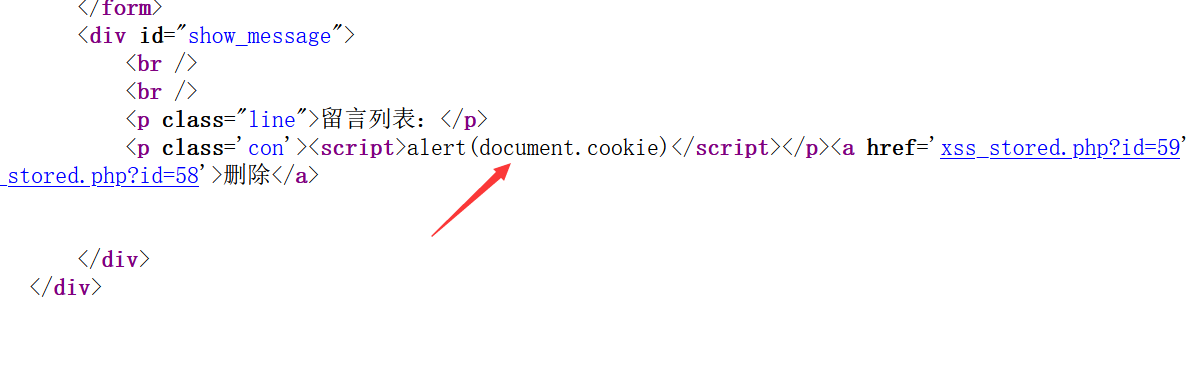 </form>
<div id="show_message">
<br />
<br />
<p class="line">留言列表：</p>
<p class='con'><script>alert(document.cookie)</script></p><a href='xss_stored.php?id=59'
_stored.php?id=58'>删除</a>
</div>
</div>